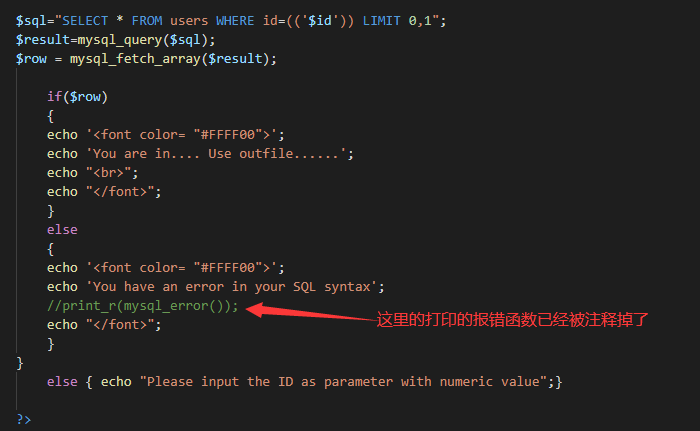 $sql="SELECT * FROM users WHERE id=(('$id')) LIMIT 0,1";
$result=mysql_query($sql);
$row = mysql_fetch_array($result);
if($row)
{
echo '<font color= "#FFFF00">';
echo 'You are in.... Use outfile......';
echo "<br>";
echo "</font>";
}
else
{
echo '<font color= "#FFFF00">';
echo 'You have an error in your SQL syntax';
//print_r(mysql_error()); 这里的打印的报错函数已经被注释掉了
echo "</font>";
}
}
else { echo "Please input the ID as parameter with numeric value";}
?>